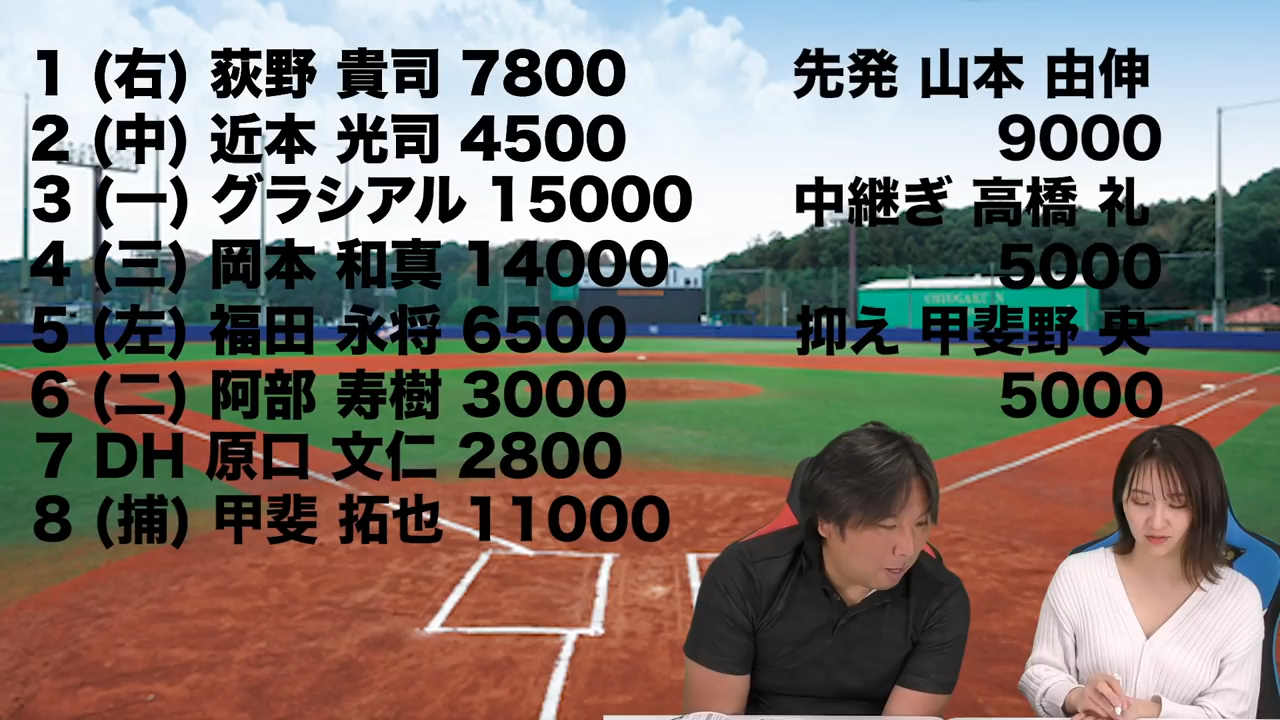 1 (右) 荻野 貴司 7800
2 (中) 近本 光司 4500
3 (一) グラシアル 15000
4 (三) 岡本 和真 14000
5 (左) 福田 永将 6500
6 (二) 阿部 寿樹 3000
7 DH 原口 文仁 2800
8 (捕) 甲斐 拓也 11000
先発 山本 由伸
9000
中継ぎ 高橋 礼
5000
抑え 甲斐野 央
5000